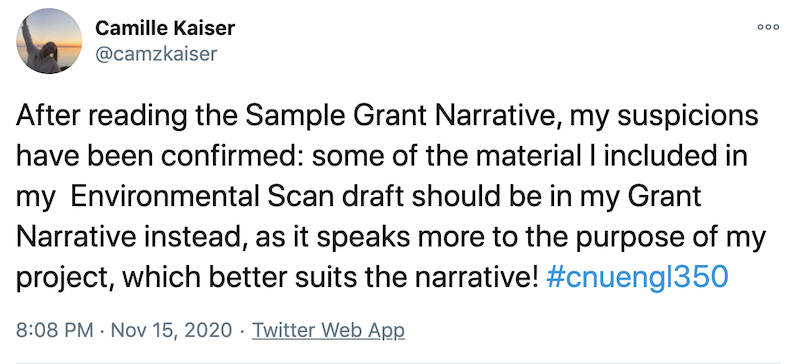 Camille Kaiser
@camzkaiser
After reading the Sample Grant Narrative, my suspicions
have been confirmed: some of the material I included in
my  Environmental Scan draft should be in my Grant
Narrative instead, as it speaks more to the purpose of my
project, which better suits the narrative! #cnuengl350
8:08 PM · Nov 15, 2020 · Twitter Web App